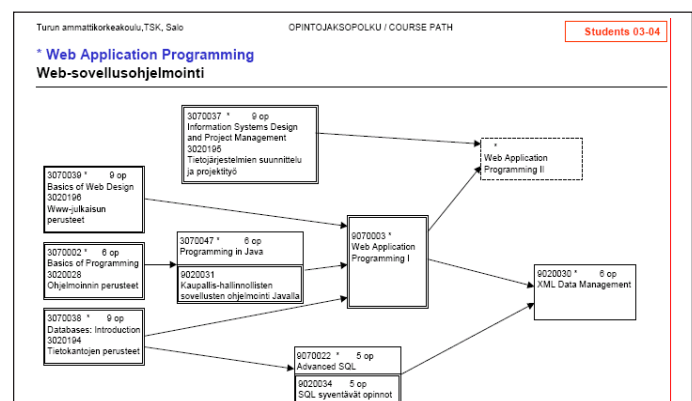 Turun ammattikorkeakoulu,TSK, Salo
OPINTOJAKSOPOLKU / COURSE PATH
Students 03-04
* Web Application Programming
Web-sovellusohjelmointi
3070037 * 9 op
Information Systems Design
and Project Management
3020195
Tietojärjestelmien suunnittelu
ja projektityö
*
Web Application
Programming II
3070039 * 9 op
Basics of Web Design
3020196
Www-julkaisun
perusteet
3070002 * 6 op
Basics of Programming
3020028
Ohjelmoinnin perusteet
3070047 * 6 op
Programming in Java
9020031
Kaupallis-hallinnollisten
sovellusten ohjelmointi Javalla
9070003 *
Web Application
Programming I
9020030 * 6 op
XML Data Management
3070038 * 9 op
Databases: Introduction
3020194
Tietokantojen perusteet
9070022 * 5 op
Advanced SQL
9020034 5 op
SQL syventävät opinnot